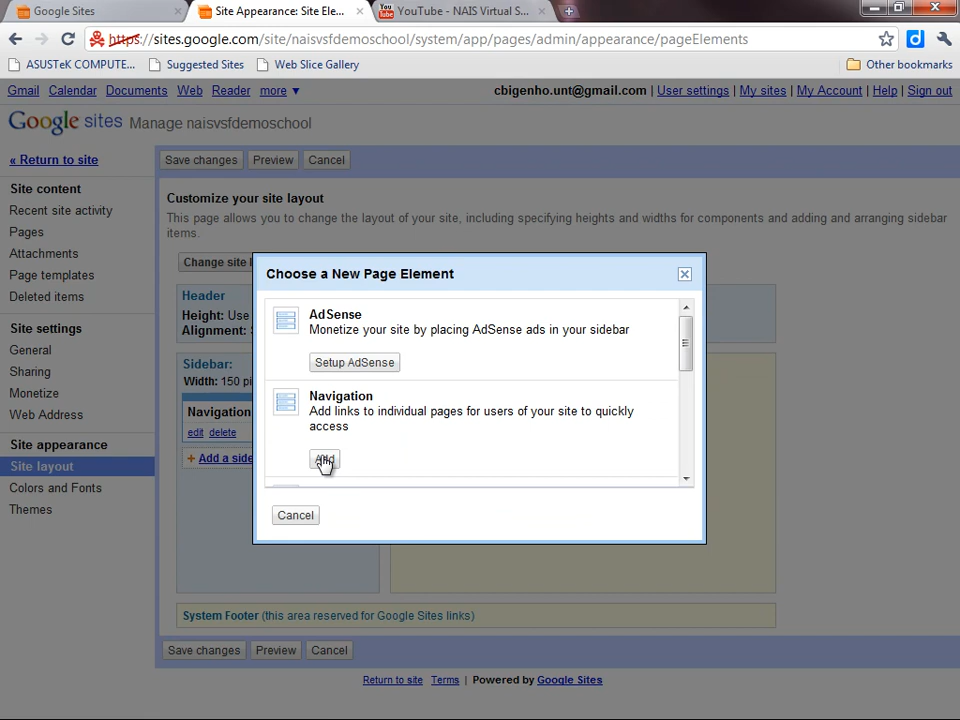 Google Sites
Site Appearance: Site Ele...
YouTube - NAIS Virtual S...
https://sites.google.com/site/naisvsfdemoschool/system/app/pages/admin/appearance/pageElements
ASUSTeK COMPUTE...
Suggested Sites
Web Slice Gallery
Other bookmarks
Gmail Calendar Documents Web Reader more ▼
cbigenho.unt@gmail.com | User settings | My sites | My Account | Help | Sign out
Google sites Manage naisvsfdemoschool
« Return to site
Site content
Recent site activity
Pages
Attachments
Page templates
Deleted items
Site settings
General
Sharing
Monetize
Web Address
Site appearance
Site layout
Colors and Fonts
Themes
Save changes Preview Cancel
Customize your site layout
This page allows you to change the layout of your site, including specifying heights and widths for components and adding and arranging sidebar
items.
Change site l
Header
Height: Use
Alignment: S
Sidebar:
Width: 150 pi
Navigation
edit delete
+ Add a side
Choose a New Page Element
AdSense
Monetize your site by placing AdSense ads in your sidebar
Setup AdSense
Navigation
Add links to individual pages for users of your site to quickly
access
Add
Cancel
System Footer (this area reserved for Google Sites links)
Save changes Preview Cancel
Return to site Terms | Powered by Google Sites